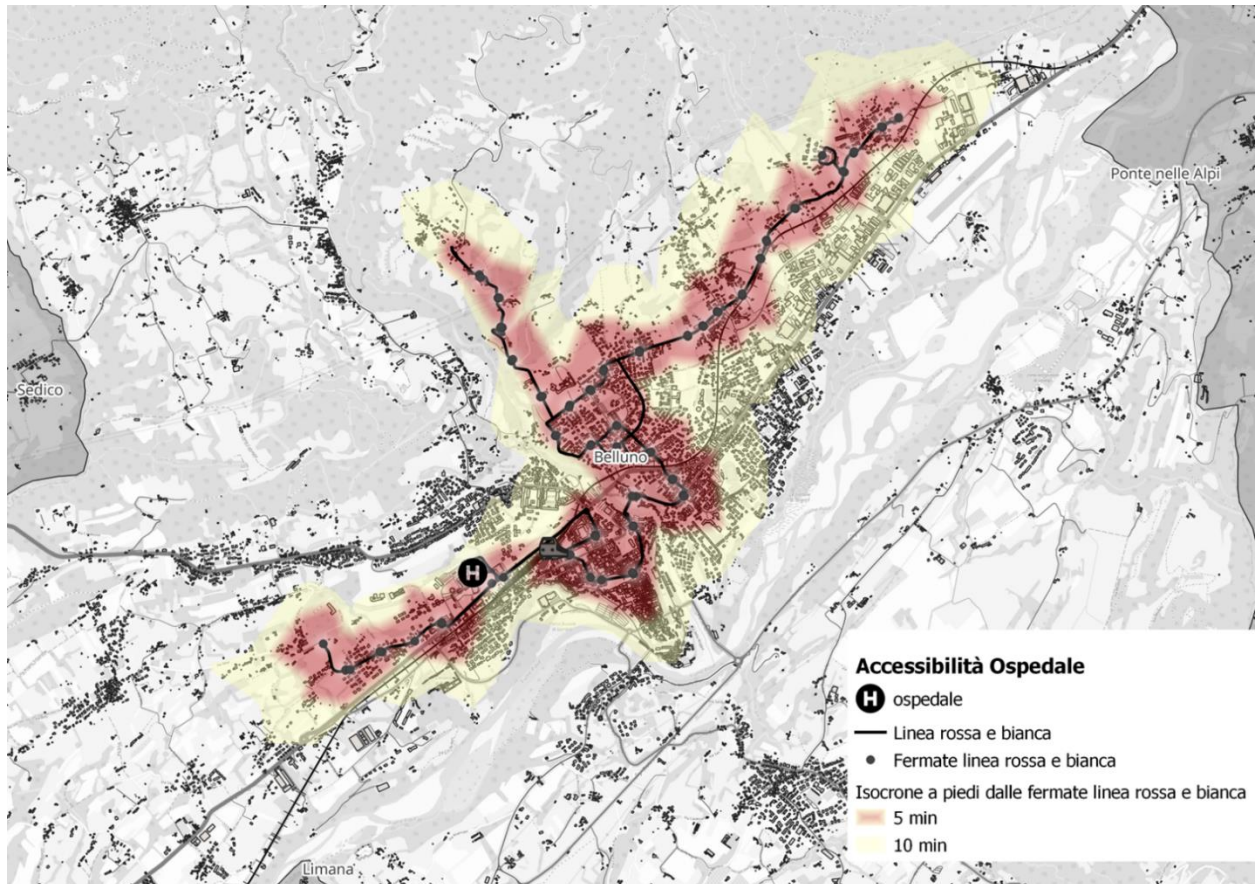 Ponte nelle Alpi
Sedico
Belluno
H
Limana
Accessibilità Ospedale
H ospedale
Linea rossa e bianca
Fermate linea rossa e bianca
Isocrone a piedi dalle fermate linea rossa e bianca
5 min
10 min